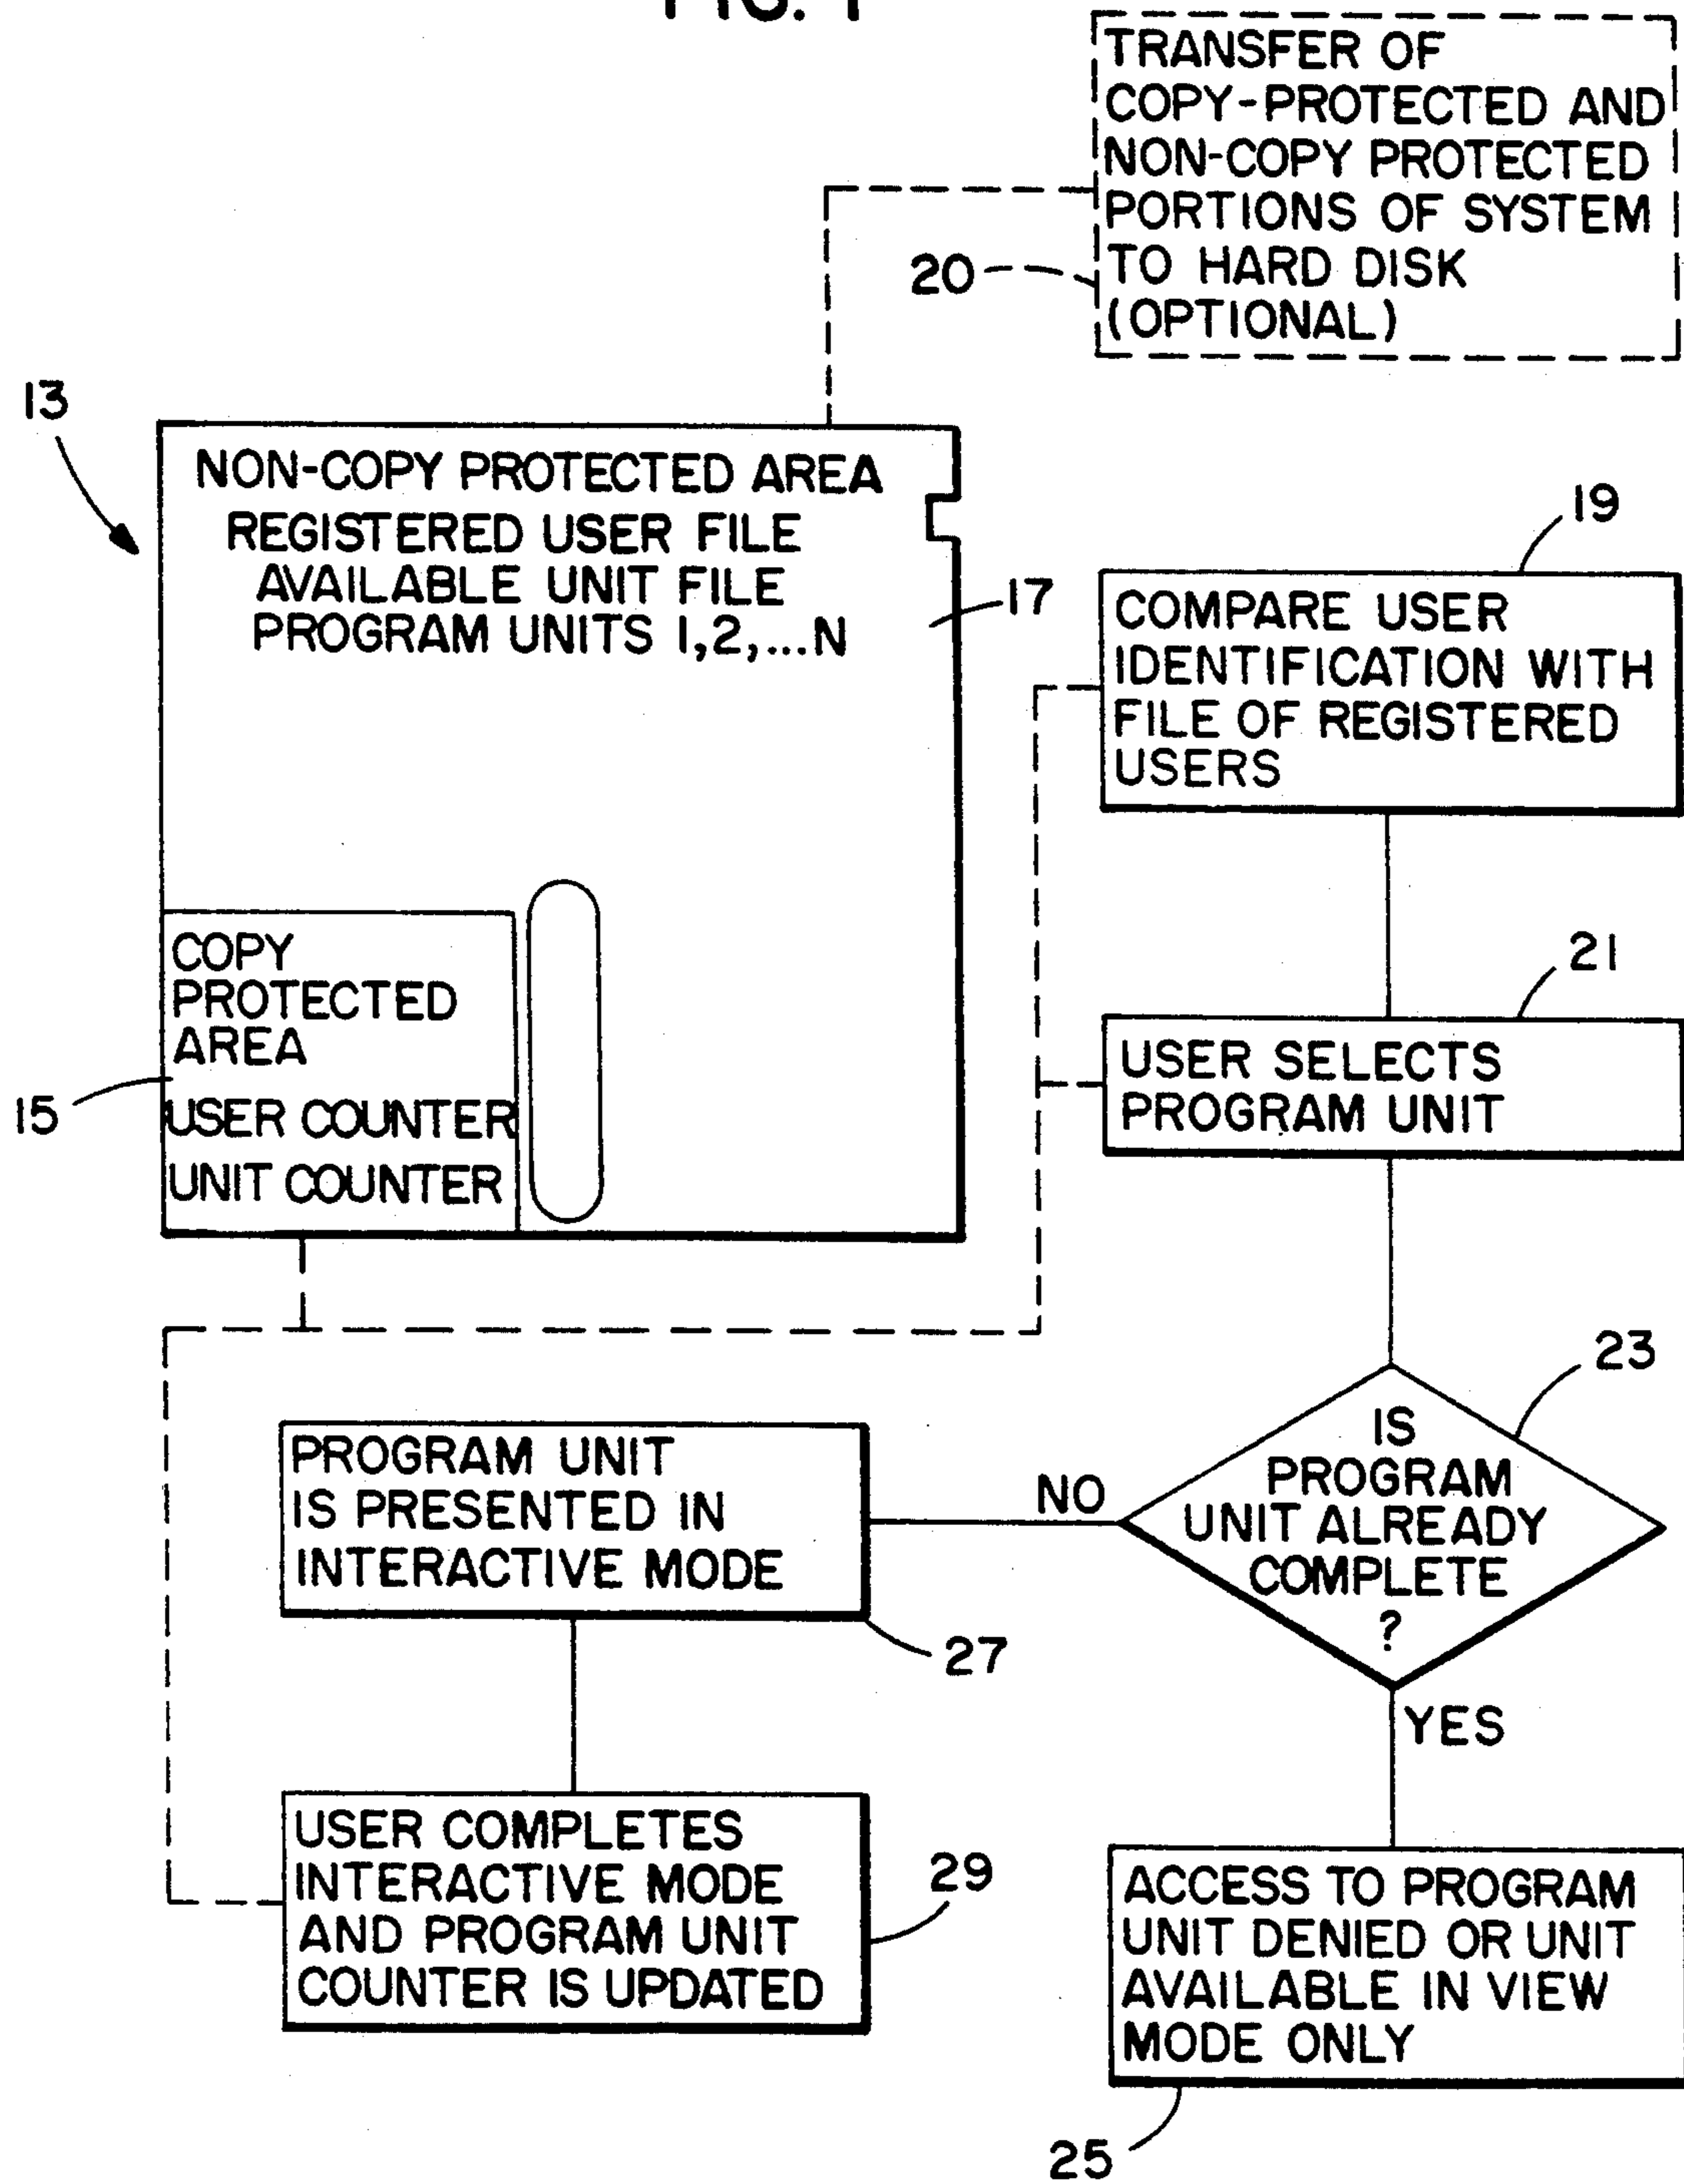 FIG. 1
TRANSFER OF
COPY-PROTECTED AND
NON-COPY PROTECTED
PORTIONS OF SYSTEM
TO HARD DISK
(OPTIONAL)
20
13
NON-COPY PROTECTED AREA
REGISTERED USER FILE
AVAILABLE UNIT FILE
PROGRAM UNITS 1,2,...N
17
19
COMPARE USER
IDENTIFICATION WITH
FILE OF REGISTERED
USERS
COPY
PROTECTED
AREA
USER COUNTER
UNIT COUNTER
15
21
USER SELECTS
PROGRAM UNIT
23
IS
PROGRAM
UNIT ALREADY
COMPLETE
?
NO
YES
PROGRAM UNIT
IS PRESENTED IN
INTERACTIVE MODE
27
USER COMPLETES
INTERACTIVE MODE
AND PROGRAM UNIT
COUNTER IS UPDATED
29
ACCESS TO PROGRAM
UNIT DENIED OR UNIT
AVAILABLE IN VIEW
MODE ONLY
25